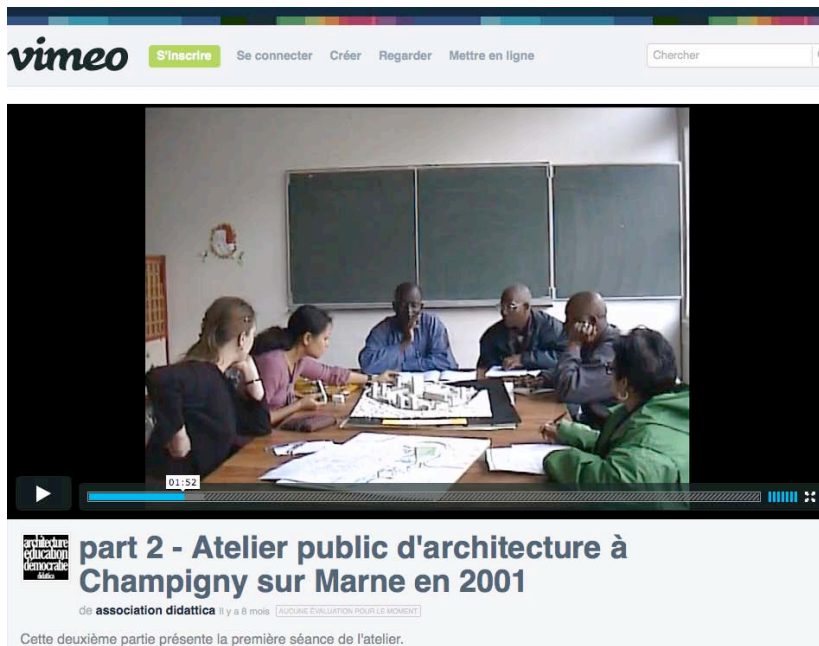 vimeo S'inscrire Se connecter Créer Regarder Mettre en ligne Chercher
01:52
architecture
éducation
démocratie
didattica
part 2 - Atelier public d'architecture à
Champigny sur Marne en 2001
de association didattica il y a 8 mois AUCUNE ÉVALUATION POUR LE MOMENT
Cette deuxième partie présente la première séance de l'atelier.